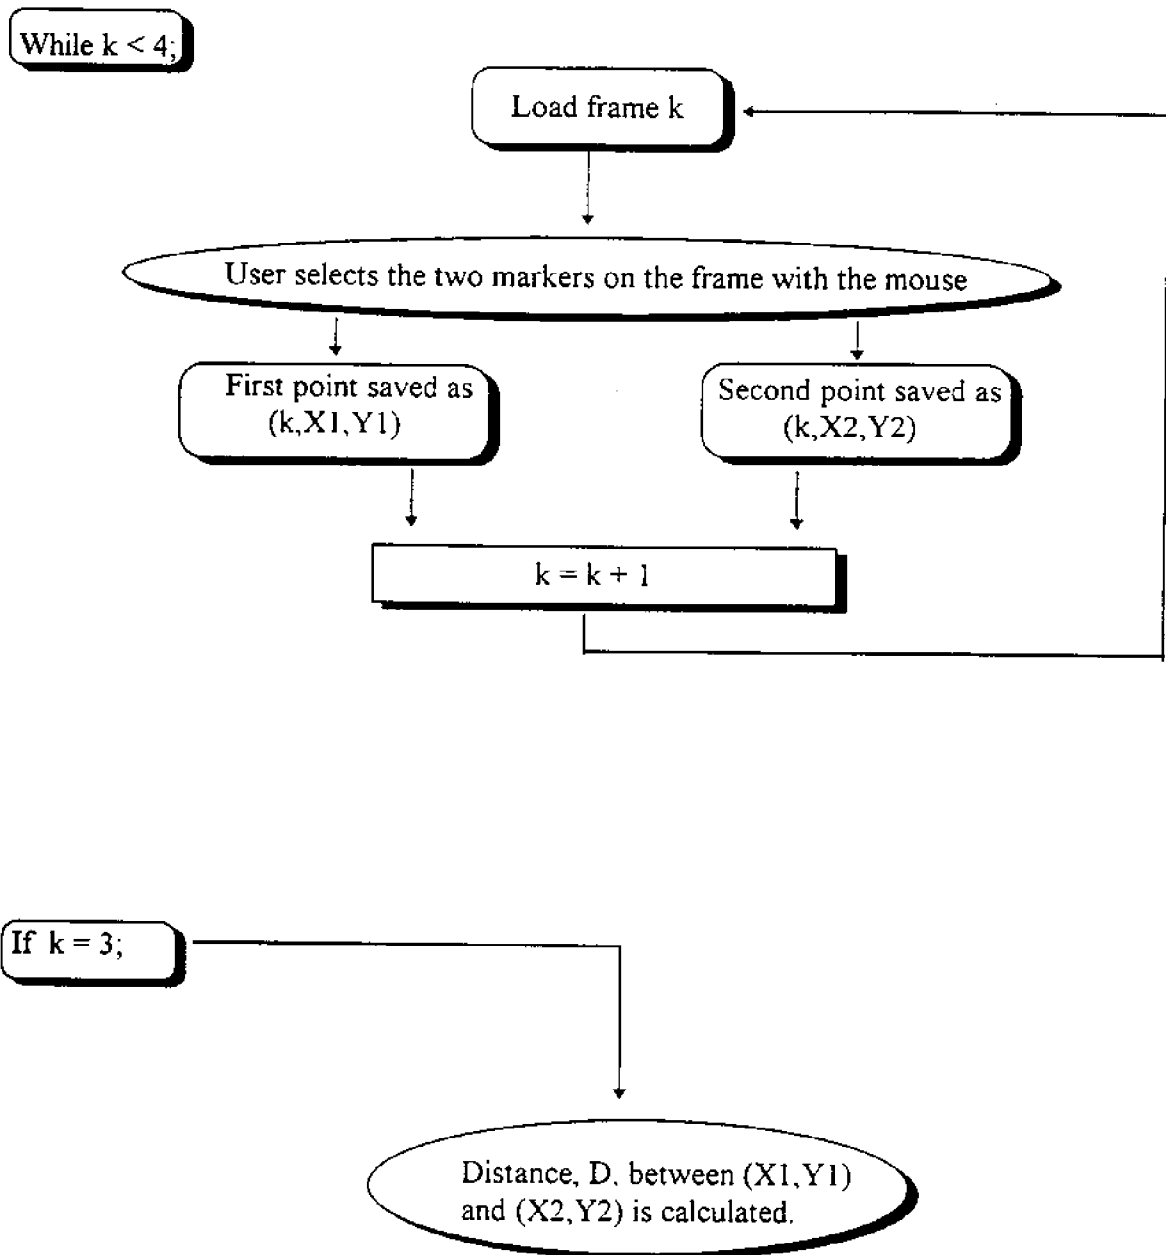 While k < 4;
Load frame k
User selects the two markers on the frame with the mouse
First point saved as
(k,X1,Y1)
Second point saved as
(k,X2,Y2)
k = k + 1
If k = 3;
Distance, D, between (X1,Y1)
and (X2,Y2) is calculated.